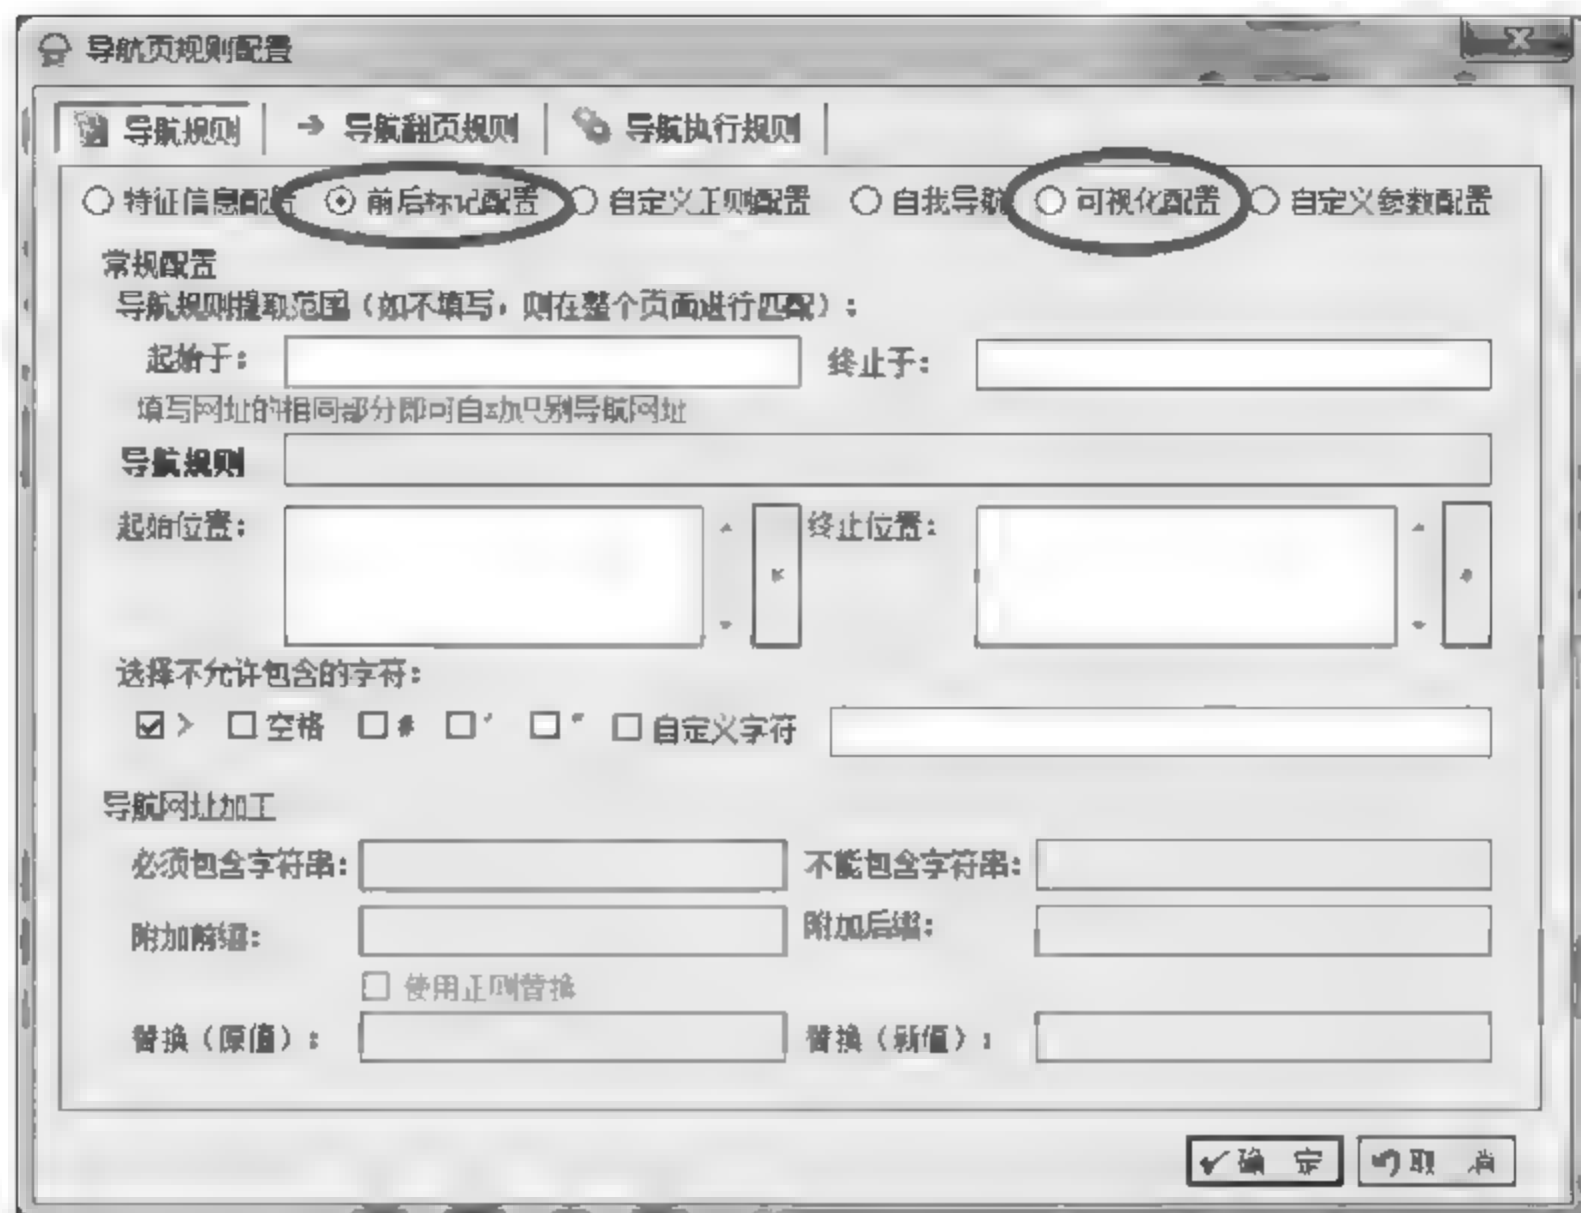 导航页规则配置
导航规则 导航翻页规则 导航执行规则
特征信息配置 前后标记配置 自定义正则配置 自我导航 可视化配置 自定义参数配置
常规配置
导航规则提取范围(如不填写,则在整个页面进行匹配):
起始于: 终止于:
填写网址的相同部分即可自动识别导航网址
导航规则
起始位置: 终止位置:
选择不允许包含的字符:
> 空格 # ' " 自定义字符
导航网址加工
必须包含字符串: 不能包含字符串:
附加前缀: 附加后缀:
使用正则替换
替换(原值): 替换(新值):
确 定 取 消